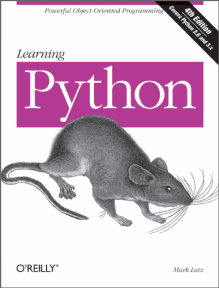 Powerful Object-Oriented Programming
4th Edition
Covers Python 2.6 and 3.x
Learning
Python
O'REILLY®
Mark Lutz